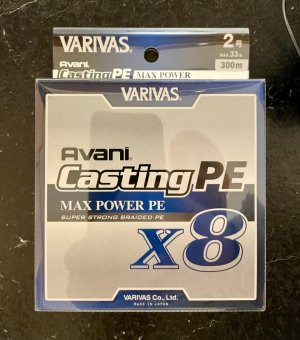 VARIVAS®
2号
MAX 33lb
300m
Avani
Casting PE MAX POWER
VARIVAS®
Avani®
Casting PE
MAX POWER PE
SUPER STRONG BRAIDED PE
X8
VARIVAS Co., Ltd.
MADE IN JAPAN